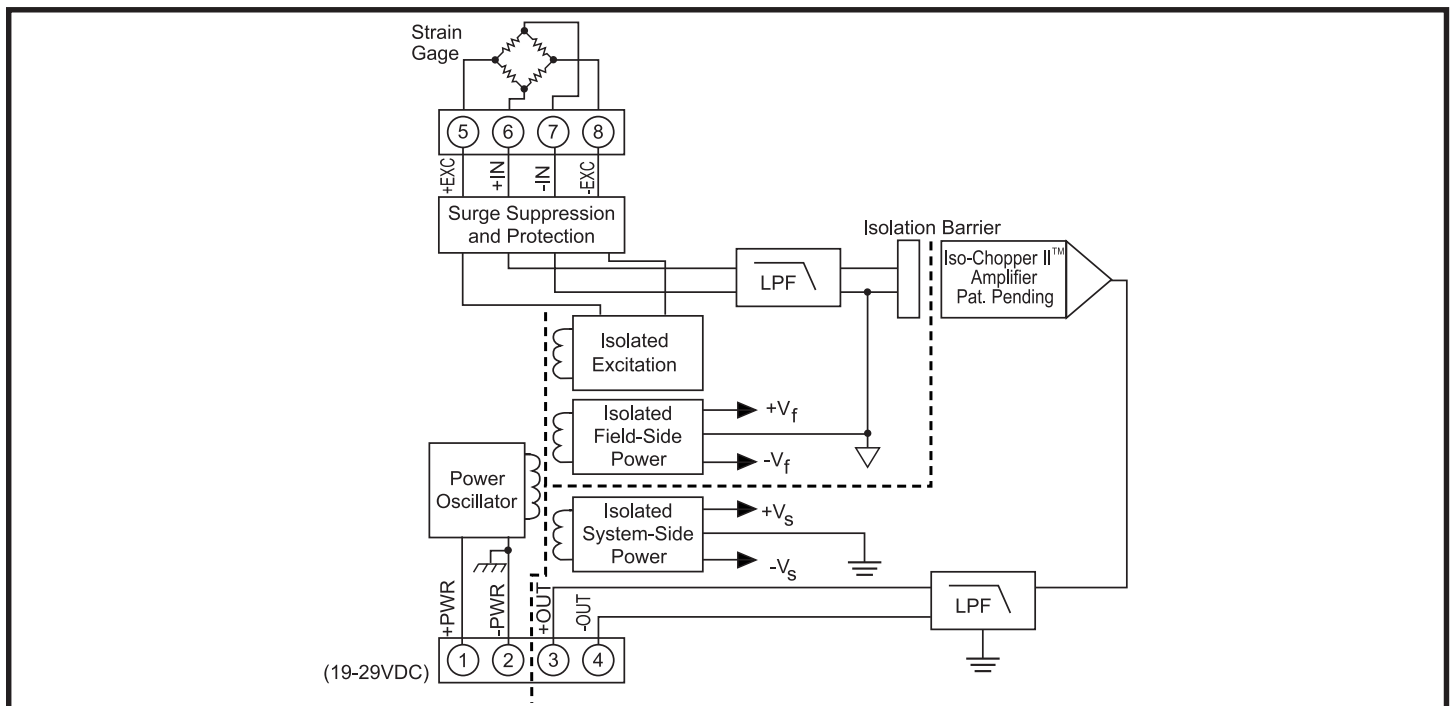 Strain
Gage
5 6 7 8
+EXC
+IN
-IN
-EXC
Surge Suppression
and Protection
Isolation Barrier
LPF
Iso-Chopper II™
Amplifier
Pat. Pending
Isolated
Excitation
Isolated
Field-Side
Power
+Vf
-Vf
Power
Oscillator
Isolated
System-Side
Power
+Vs
-Vs
+PWR
-PWR
+OUT
-OUT
LPF
(19-29VDC) 1 2 3 4